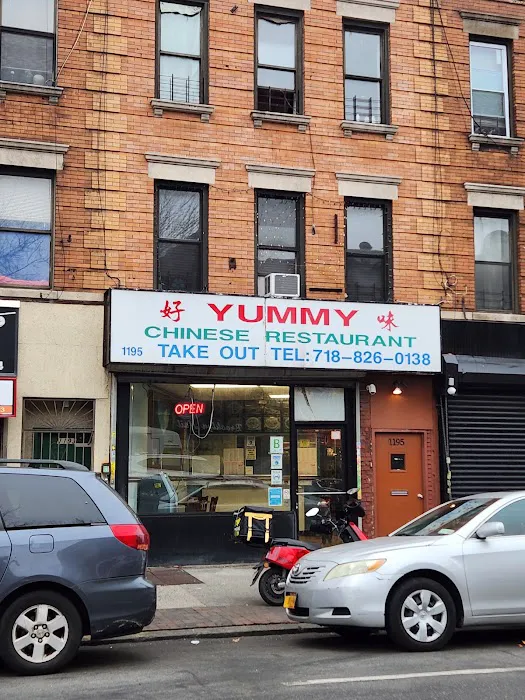 好 YUMMY 味
CHINESE RESTAURANT
1195 TAKE OUT TEL:718-826-0138
OPEN
B
1195